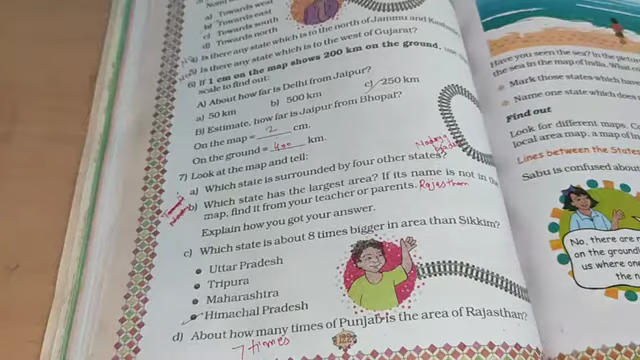 a) Towards west
b) Towards east
c) Towards south
d) Towards north
4) Is there any state which is to the north of Jammu and Kashmir
5) Is there any state which is to the west of Gujarat?
6) If 1 cm on the map shows 200 km on the ground, use
scale to find out:
A) About how far is Delhi from Jaipur?
a) 50 km b) 500 km c) 250 km
B) Estimate, how far is Jaipur from Bhopal?
On the map = 2 cm.
On the ground = 400 km.
7) Look at the map and tell:
a) Which state is surrounded by four other states?
b) Which state has the largest area? If its name is not in the
map, find it from your teacher or parents. Rajasthan
Explain how you got your answer.
c) Which state is about 8 times bigger in area than Sikkim?
Uttar Pradesh
Tripura
Maharashtra
Himachal Pradesh
d) About how many times of Punjab is the area of Rajasthan?
7 times
Have you seen the sea? In the picture
the sea in the map of India. What
Mark those states which have
Name one state which does
Find out
Look for different maps.
local area map, a map of
Lines between the States
Sabu is confused about
No, there are
on the ground
us where one
the